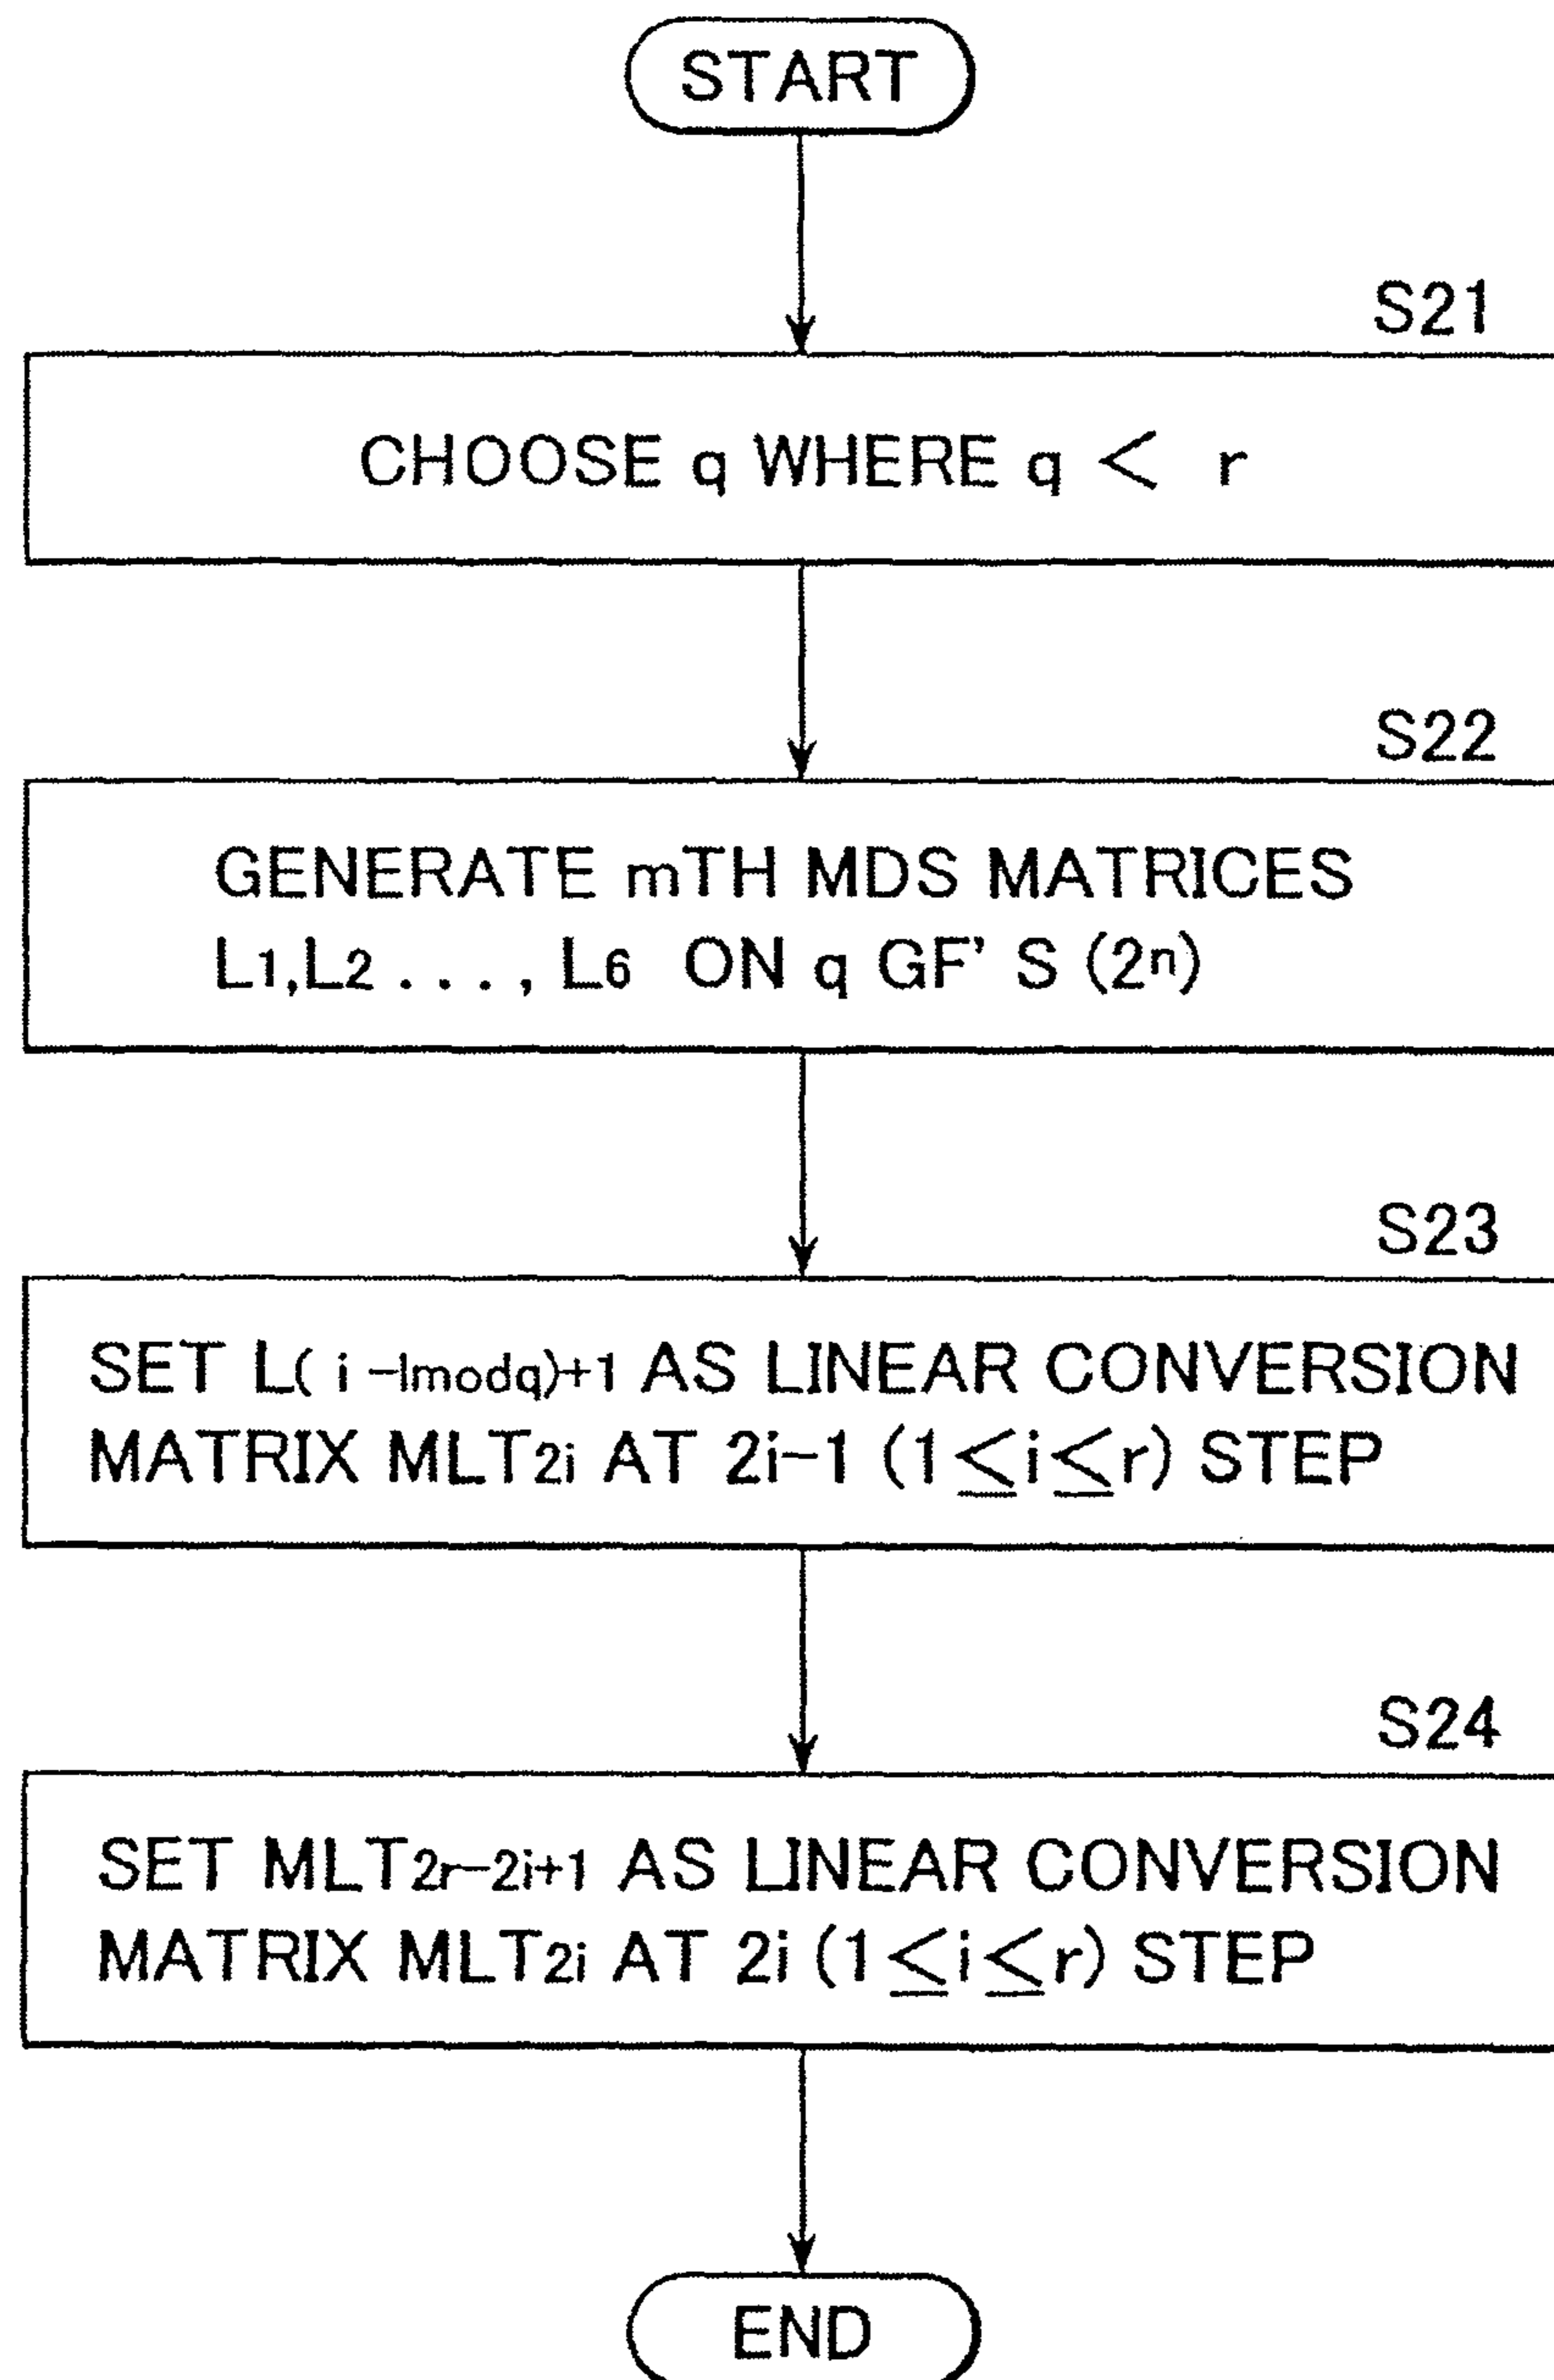 START
S21
CHOOSE q WHERE q < r
S22
GENERATE mTH MDS MATRICES
L1,L2 . . . , L6 ON q GF' S (2n)
S23
SET L( i -lmodq)+1 AS LINEAR CONVERSION
MATRIX MLT2i AT 2i-1 (1≦i≦r) STEP
S24
SET MLT2r-2i+1 AS LINEAR CONVERSION
MATRIX MLT2i AT 2i (1≦i≦r) STEP
END